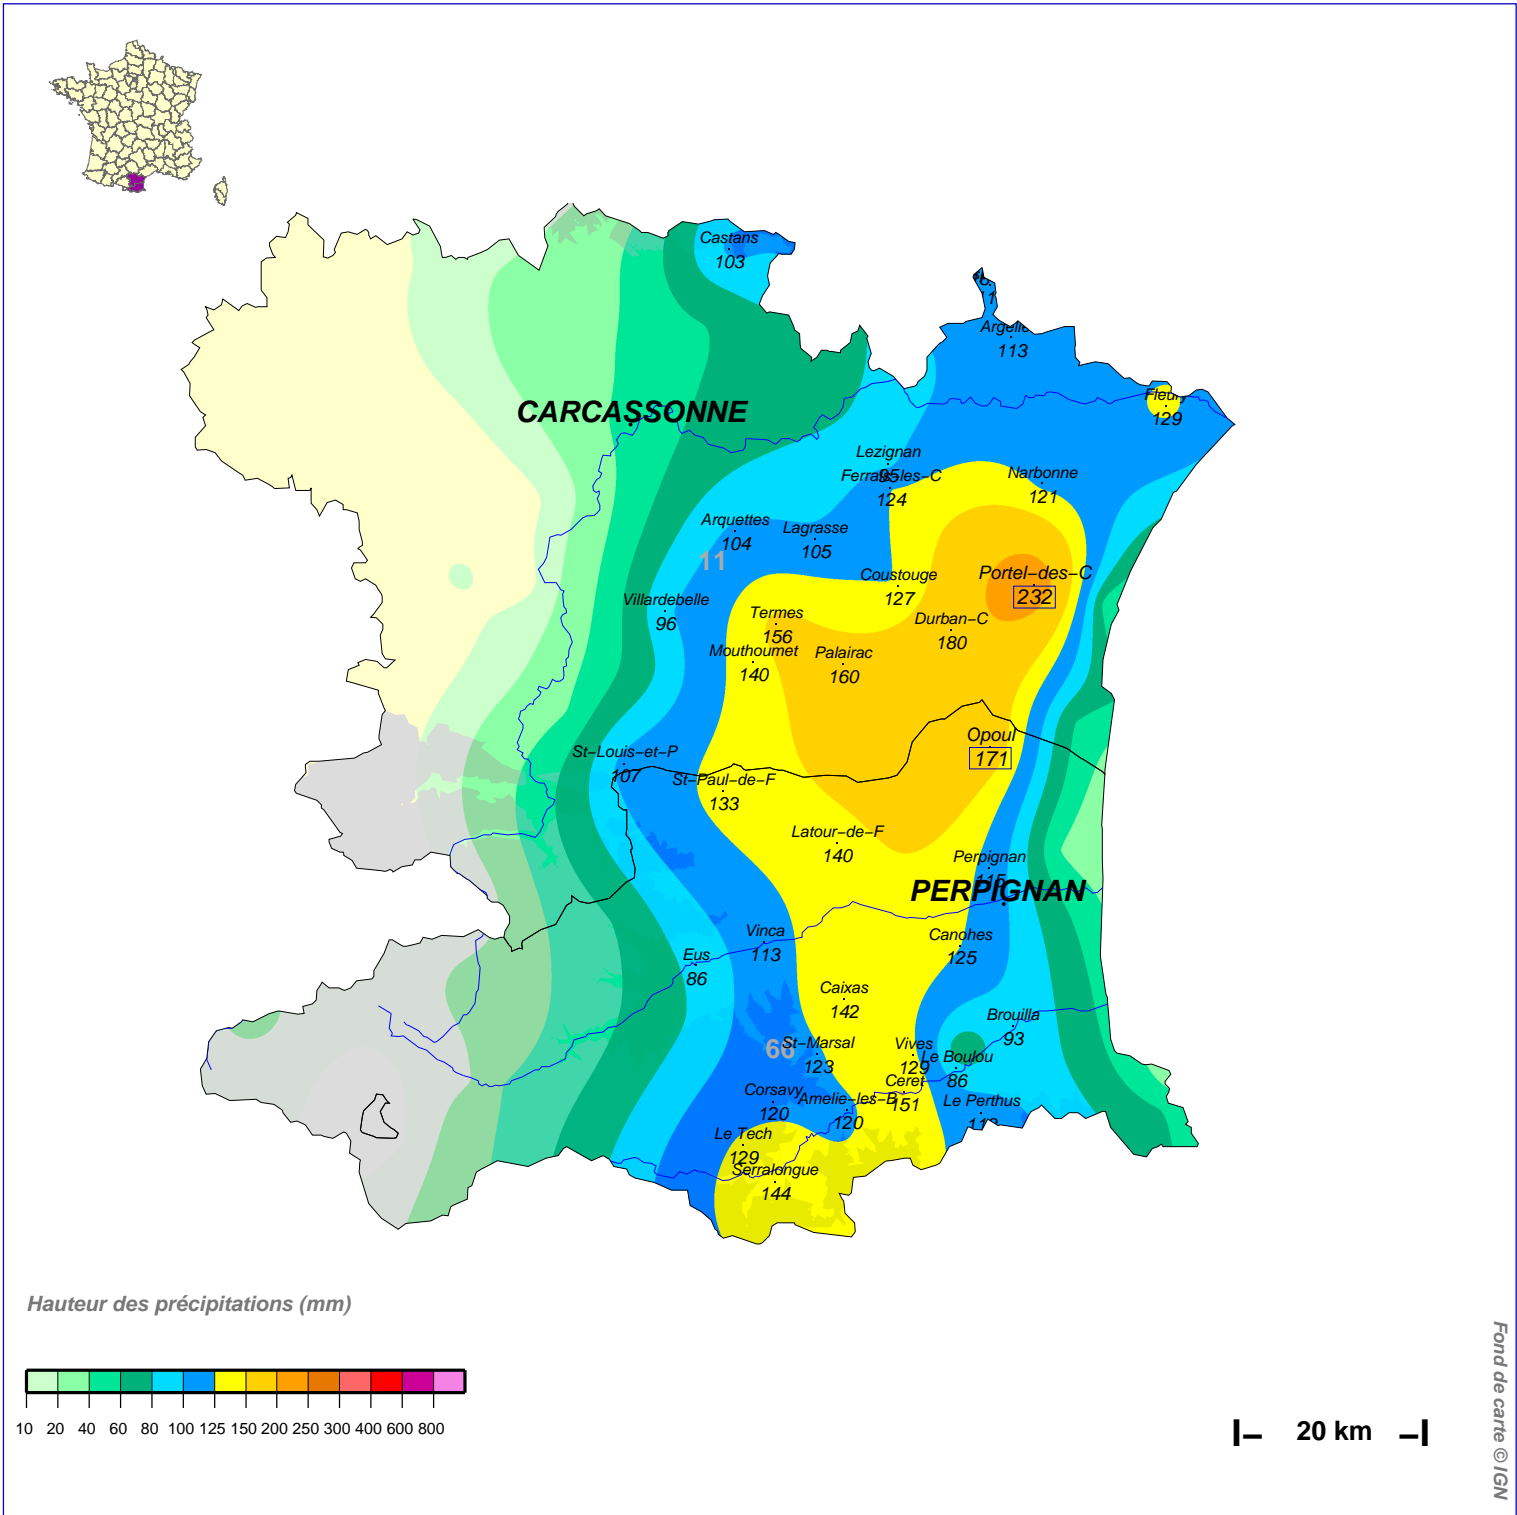 Castans
103
113
Fleury
129
CARCASSONNE
Lezignan
95
Ferrals-les-C
124
Narbonne
121
Arquettes
104
Lagrasse
105
11
Coustouge
127
Portel-des-C
232
Villardebelle
96
Termes
156
Durban-C
180
Mouthoumet
140
Palairac
160
St-Louis-et-P
107
Opoul
171
St-Paul-de-F
133
Latour-de-F
140
Perpignan
115
PERPIGNAN
Vinca
113
Canohes
125
Eus
86
Caixas
142
Brouilla
93
66
St-Marsal
123
Vives
129
Le Boulou
86
Ceret
151
Corsavy
120
Amelie-les-B
120
Le Perthus
Le Tech
129
Serralongue
144
Hauteur des précipitations (mm)
10 20 40 60 80 100 125 150 200 250 300 400 600 800
20 km
Fond de carte © IGN